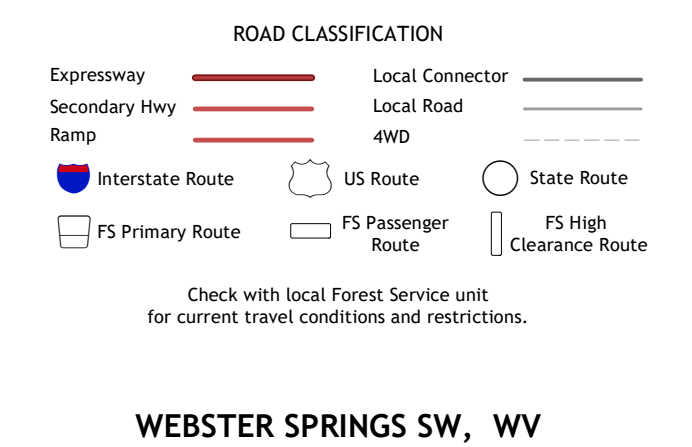 ROAD CLASSIFICATION
Expressway
Local Connector
Secondary Hwy
Local Road
Ramp
4WD
Interstate Route
US Route
State Route
FS Primary Route
FS Passenger
Route
FS High
Clearance Route
Check with local Forest Service unit
for current travel conditions and restrictions.
WEBSTER SPRINGS SW, WV